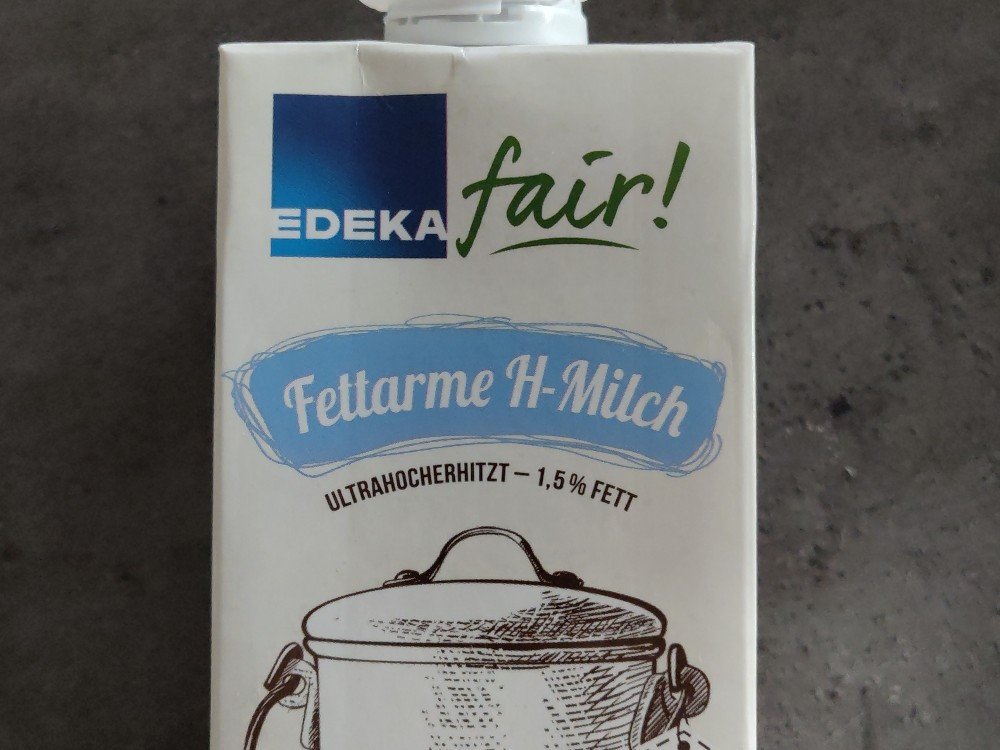 EDEKA
fair!
Fettarme H-Milch
ULTRAHOCHERHITZT – 1,5 % FETT